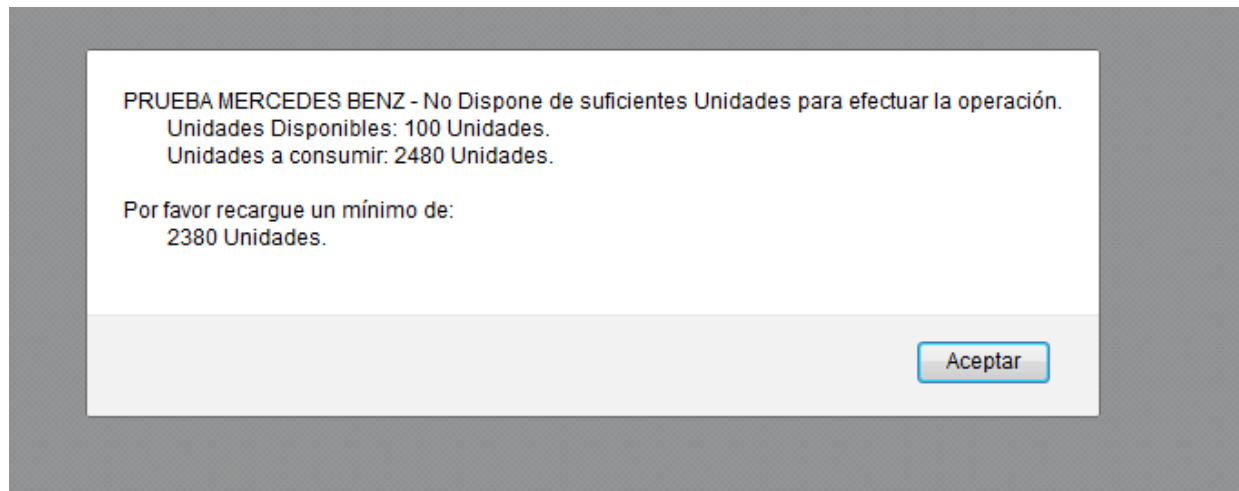 PRUEBA MERCEDES BENZ - No Dispone de suficientes Unidades para efectuar la operación.
Unidades Disponibles: 100 Unidades.
Unidades a consumir: 2480 Unidades.
Por favor recargue un mínimo de:
2380 Unidades.
Aceptar